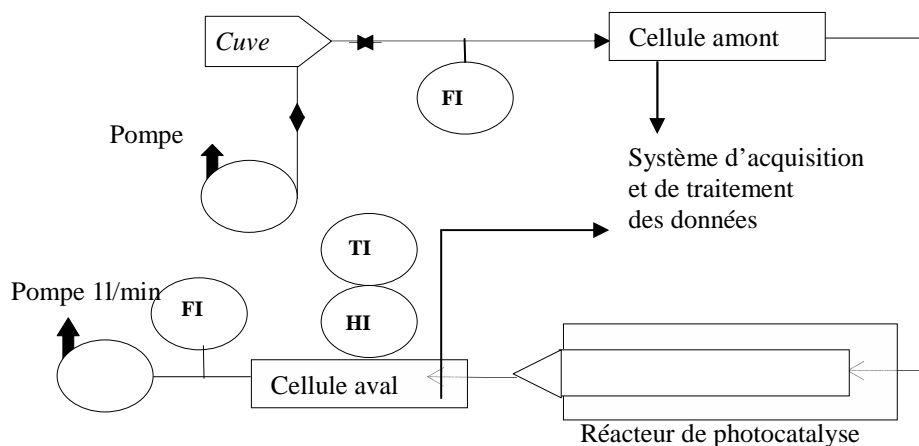 Cuve
Cellule amont
FI
Pompe
Système d'acquisition
et de traitement
des données
TI
Pompe 1l/min
FI
HI
Cellule aval
Réacteur de photocatalyse